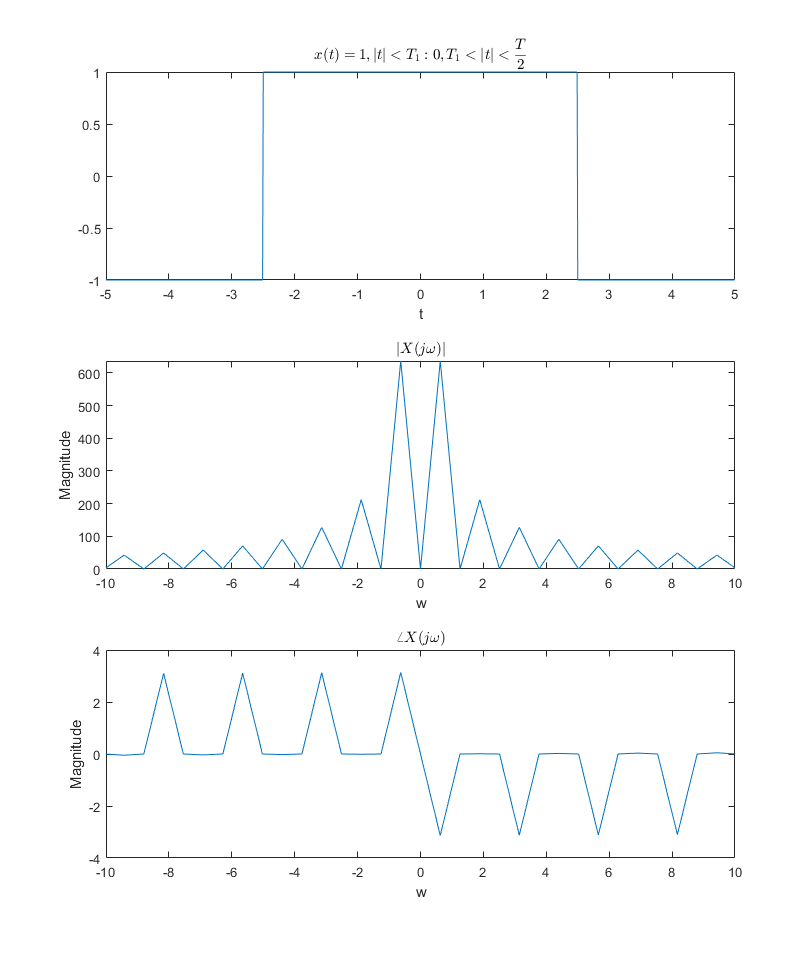 x(t) = 1, |t| < T₁ : 0, T₁ < |t| < T/2
1
0.5
0
-0.5
-1
-5 -4 -3 -2 -1 0 1 2 3 4 5
t
|X(jω)|
600
500
400
300
200
100
0
Magnitude
-10 -8 -6 -4 -2 0 2 4 6 8 10
w
∠X(jω)
4
2
0
-2
-4
Magnitude
-10 -8 -6 -4 -2 0 2 4 6 8 10
w